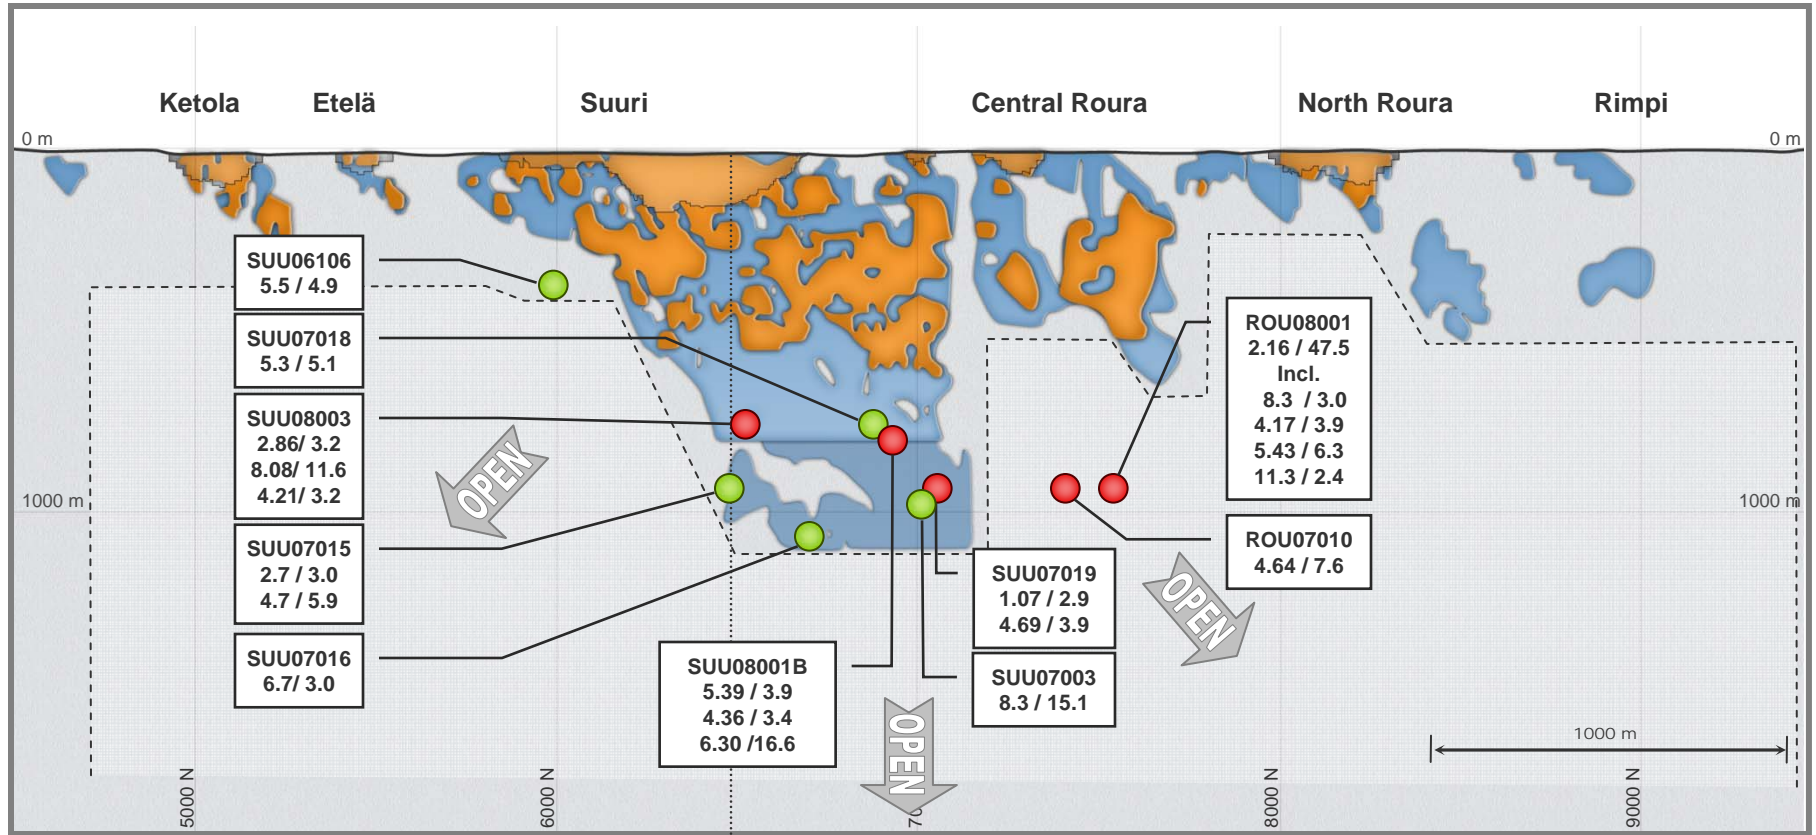 Ketola
Etelä
Suuri
Central Roura
North Roura
Rimpi
0 m
0 m
SUU06106
5.5 / 4.9
SUU07018
5.3 / 5.1
SUU08003
2.86/ 3.2
8.08/ 11.6
4.21/ 3.2
SUU07015
2.7 / 3.0
4.7 / 5.9
SUU07016
6.7/ 3.0
1000 m
1000 m
OPEN
SUU08001B
5.39 / 3.9
4.36 / 3.4
6.30 /16.6
OPEN
SUU07019
1.07 / 2.9
4.69 / 3.9
SUU07003
8.3 / 15.1
ROU08001
2.16 / 47.5
Incl.
8.3 / 3.0
4.17 / 3.9
5.43 / 6.3
11.3 / 2.4
ROU07010
4.64 / 7.6
OPEN
1000 m
5000 N
6000 N
70
8000 N
9000 N